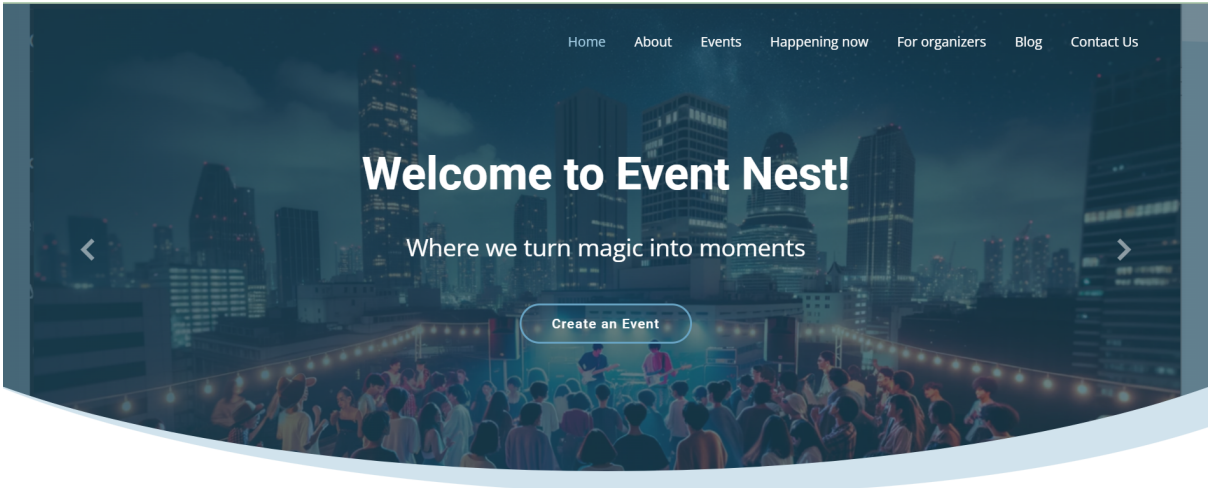 Home About Events Happening now For organizers Blog Contact Us
Welcome to Event Nest!
Where we turn magic into moments
Create an Event